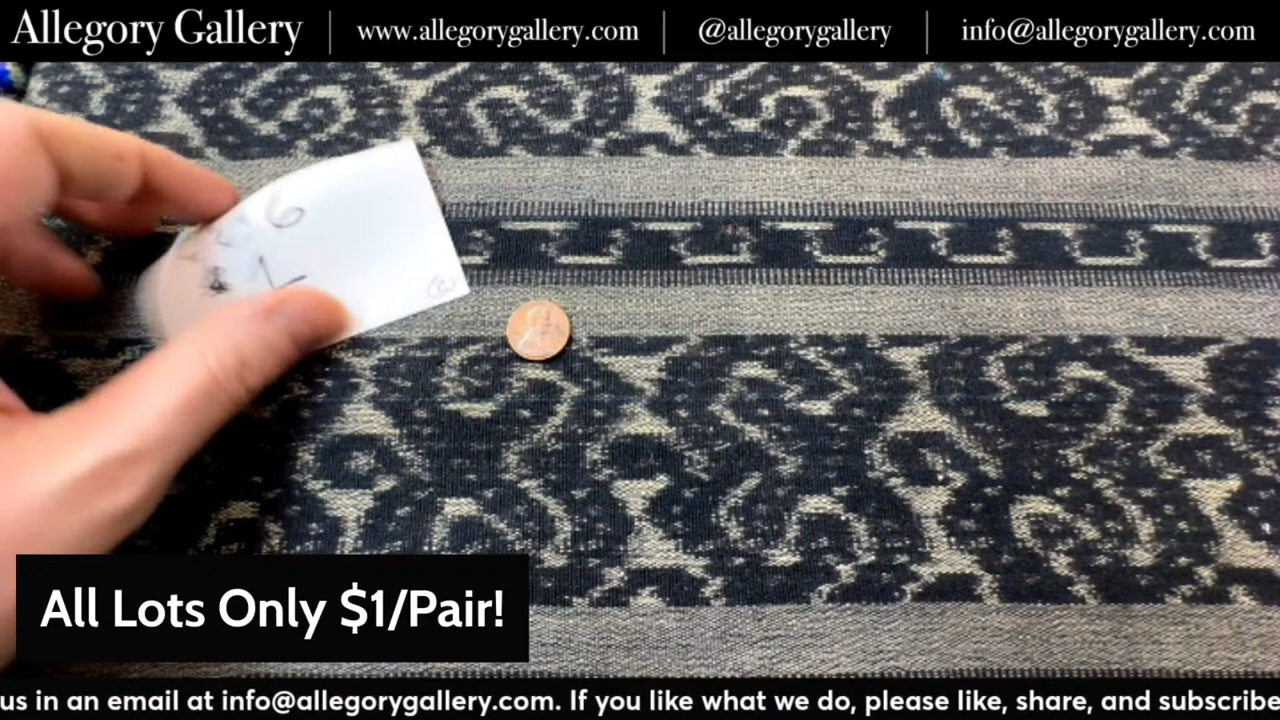 Allegory Gallery
www.allegorygallery.com
@allegorygallery
info@allegorygallery.com
6
All Lots Only $1/Pair!
us in an email at info@allegorygallery.com. If you like what we do, please like, share, and subscribe